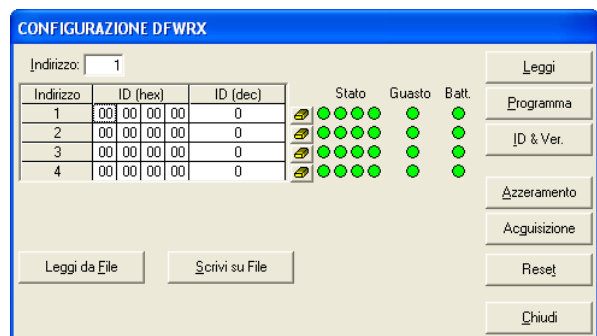 CONFIGURAZIONE DFWRX
Indirizzo: 1
Leggi
Indirizzo ID (hex) ID (dec) Stato Guasto Batt.
1 00 00 00 00 0
2 00 00 00 00 0
3 00 00 00 00 0
4 00 00 00 00 0
Programma
ID & Ver.
Azzeramento
Acquisizione
Leggi da File Scrivi su File Reset
Chiudi